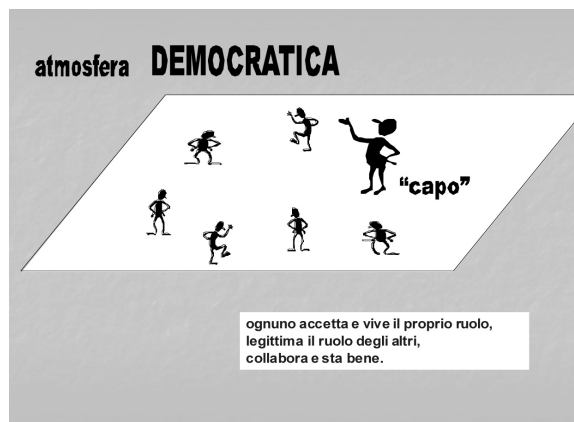 atmosfera DEMOCRATICA
“capo”
ognuno accetta e vive il proprio ruolo,
legittima il ruolo degli altri,
collabora e sta bene.